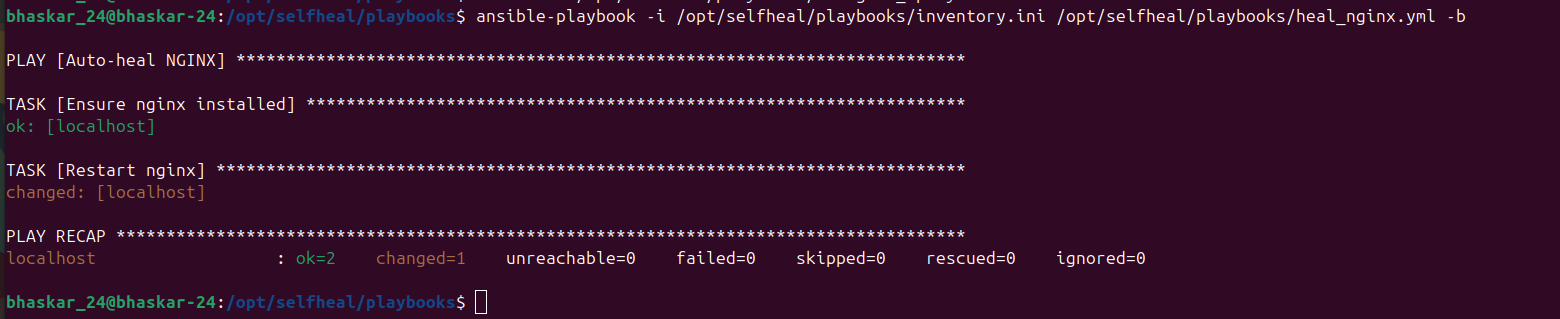 bhaskar_24@bhaskar-24:/opt/selfheal/playbooks$ ansible-playbook -i /opt/selfheal/playbooks/inventory.ini /opt/selfheal/playbooks/heal_nginx.yml -b
PLAY [Auto-heal NGINX] *************************************************************************
TASK [Ensure nginx installed] ******************************************************************
ok: [localhost]
TASK [Restart nginx] ***************************************************************************
changed: [localhost]
PLAY RECAP *************************************************************************************
localhost                  : ok=2    changed=1    unreachable=0    failed=0    skipped=0    rescued=0    ignored=0
bhaskar_24@bhaskar-24:/opt/selfheal/playbooks$